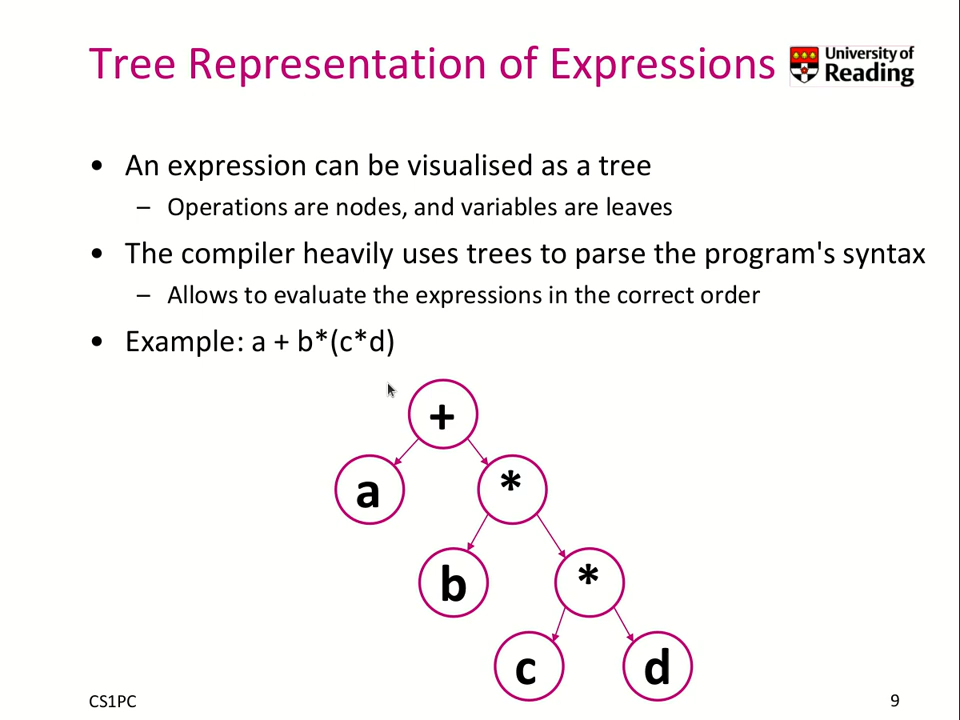 Tree Representation of Expressions
University of
Reading
• An expression can be visualised as a tree
– Operations are nodes, and variables are leaves
• The compiler heavily uses trees to parse the program's syntax
– Allows to evaluate the expressions in the correct order
• Example: a + b*(c*d)
+
a
*
b
*
c
d
CS1PC
9